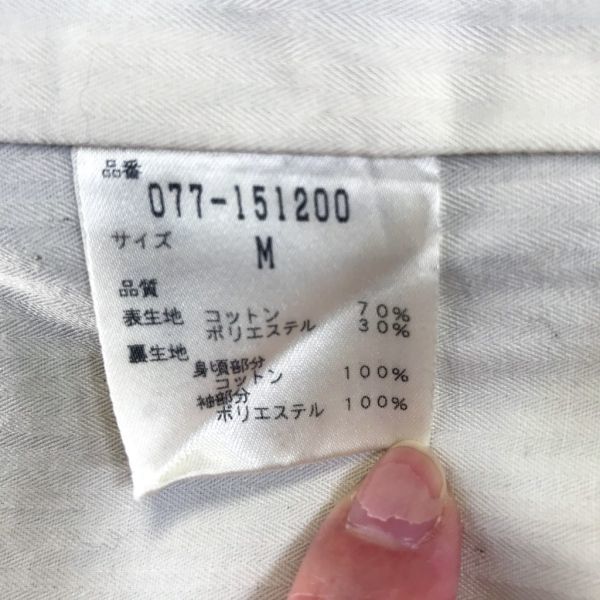 品番
077-151200
サイズ M
品質
表生地 コットン 70%
ポリエステル 30%
裏生地
身頃部分
コットン 100%
袖部分
ポリエステル 100%